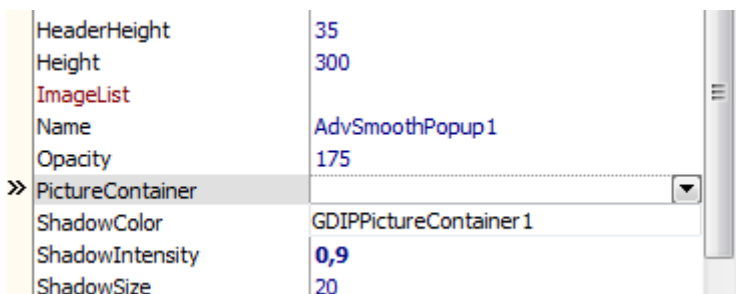 HeaderHeight 35
Height 300
ImageList
Name AdvSmoothPopup1
Opacity 175
» PictureContainer
ShadowColor GDIPPictureContainer1
ShadowIntensity 0,9
ShadowSize 20